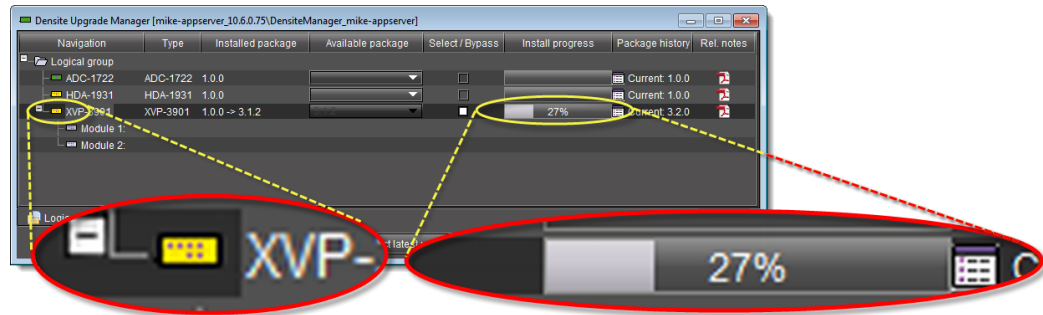 Densite Upgrade Manager [mike-appserver_10.6.0.75\DensiteManager_mike-appserver]
Navigation Type Installed package Available package Select / Bypass Install progress Package history Rel. notes
Logical group
ADC-1722 ADC-1722 1.0.0 Current: 1.0.0
HDA-1931 HDA-1931 1.0.0 Current: 1.0.0
XVP-3901 XVP-3901 1.0.0 -> 3.1.2 27% Current: 3.2.0
Module 1:
Module 2:
XVP-
27%